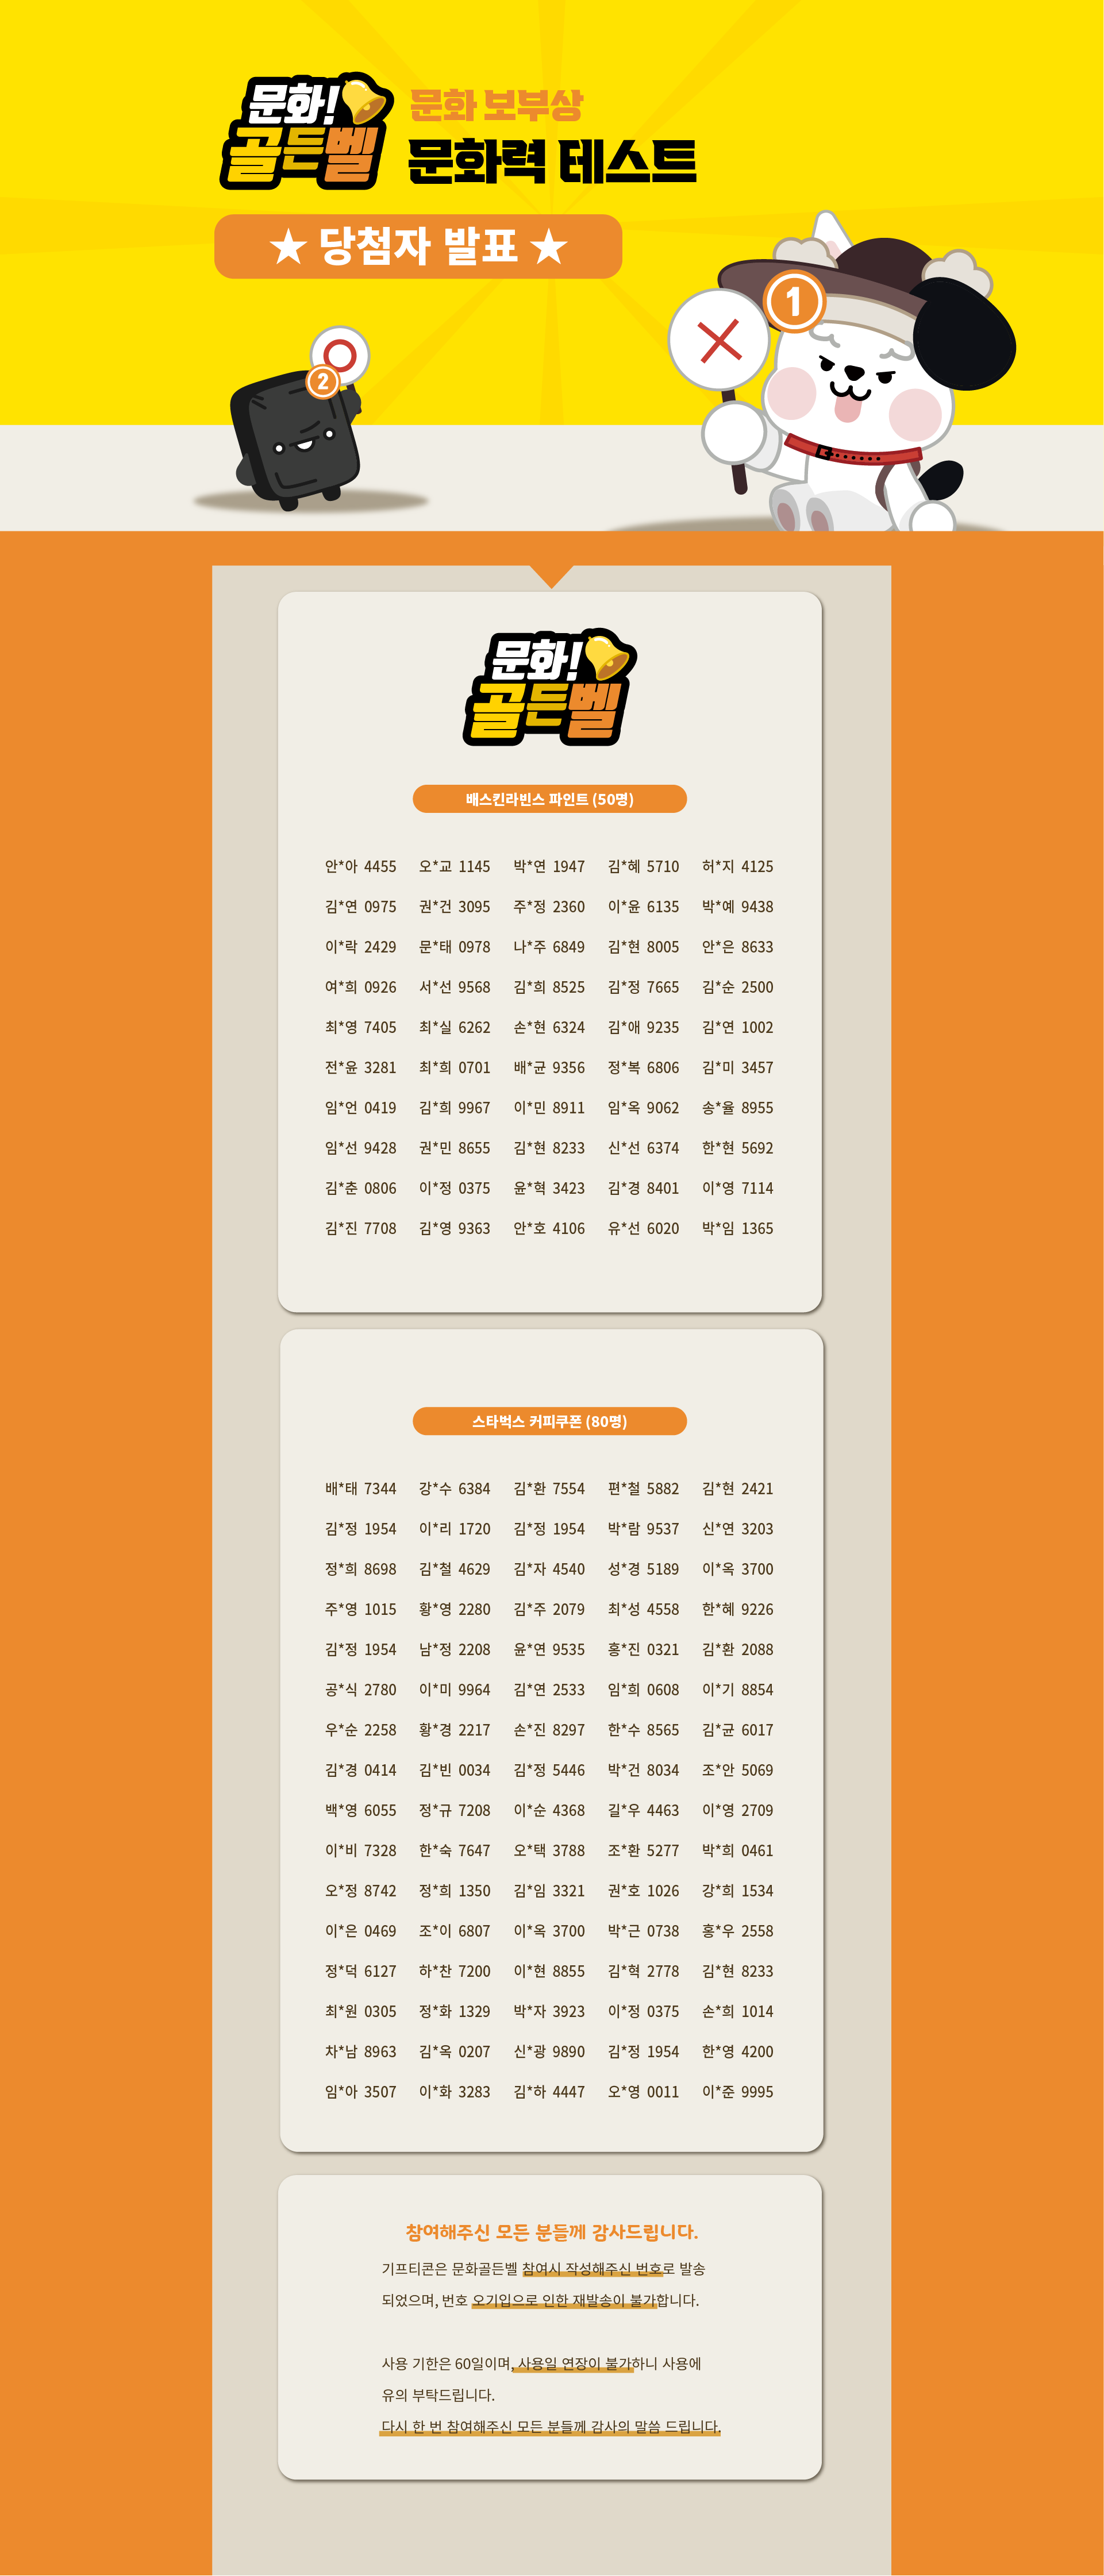 문화!
골든벨
문화 보부상
문화력 테스트
★ 당첨자 발표 ★
1
2
문화!
골든벨
배스킨라빈스 파인트 (50명)
안*아 4455 오*교 1145 박*연 1947 김*혜 5710 허*지 4125
김*연 0975 권*건 3095 주*정 2360 이*윤 6135 박*예 9438
이*락 2429 문*태 0978 나*주 6849 김*현 8005 안*은 8633
여*희 0926 서*선 9568 김*희 8525 김*정 7665 김*순 2500
최*영 7405 최*실 6262 손*현 6324 김*애 9235 김*연 1002
전*윤 3281 최*희 0701 배*균 9356 정*복 6806 김*미 3457
임*언 0419 김*희 9967 이*민 8911 임*옥 9062 송*율 8955
임*선 9428 권*민 8655 김*현 8233 신*선 6374 한*현 5692
김*춘 0806 이*정 0375 윤*혁 3423 김*경 8401 이*영 7114
김*진 7708 김*영 9363 안*호 4106 유*선 6020 박*임 1365
스타벅스 커피쿠폰 (80명)
배*태 7344 강*수 6384 김*환 7554 편*철 5882 김*현 2421
김*정 1954 이*리 1720 김*정 1954 박*람 9537 신*연 3203
정*희 8698 김*철 4629 김*자 4540 성*경 5189 이*옥 3700
주*영 1015 황*영 2280 김*주 2079 최*성 4558 한*혜 9226
김*정 1954 남*정 2208 윤*연 9535 홍*진 0321 김*환 2088
공*식 2780 이*미 9964 김*연 2533 임*희 0608 이*기 8854
우*순 2258 황*경 2217 손*진 8297 한*수 8565 김*균 6017
김*경 0414 김*빈 0034 김*정 5446 박*건 8034 조*안 5069
백*영 6055 정*규 7208 이*순 4368 길*우 4463 이*영 2709
이*비 7328 한*숙 7647 오*택 3788 조*환 5277 박*희 0461
오*정 8742 정*희 1350 김*임 3321 권*호 1026 강*희 1534
이*은 0469 조*이 6807 이*옥 3700 박*근 0738 홍*우 2558
정*덕 6127 하*찬 7200 이*현 8855 김*혁 2778 김*현 8233
최*원 0305 정*화 1329 박*자 3923 이*정 0375 손*희 1014
차*남 8963 김*옥 0207 신*광 9890 김*정 1954 한*영 4200
임*아 3507 이*화 3283 김*하 4447 오*영 0011 이*준 9995
참여해주신 모든 분들께 감사드립니다.
기프티콘은 문화골든벨 참여시 작성해주신 번호로 발송
되었으며, 번호 오기입으로 인한 재발송이 불가합니다.
사용 기한은 60일이며, 사용일 연장이 불가하니 사용에
유의 부탁드립니다.
다시 한 번 참여해주신 모든 분들께 감사의 말씀 드립니다.